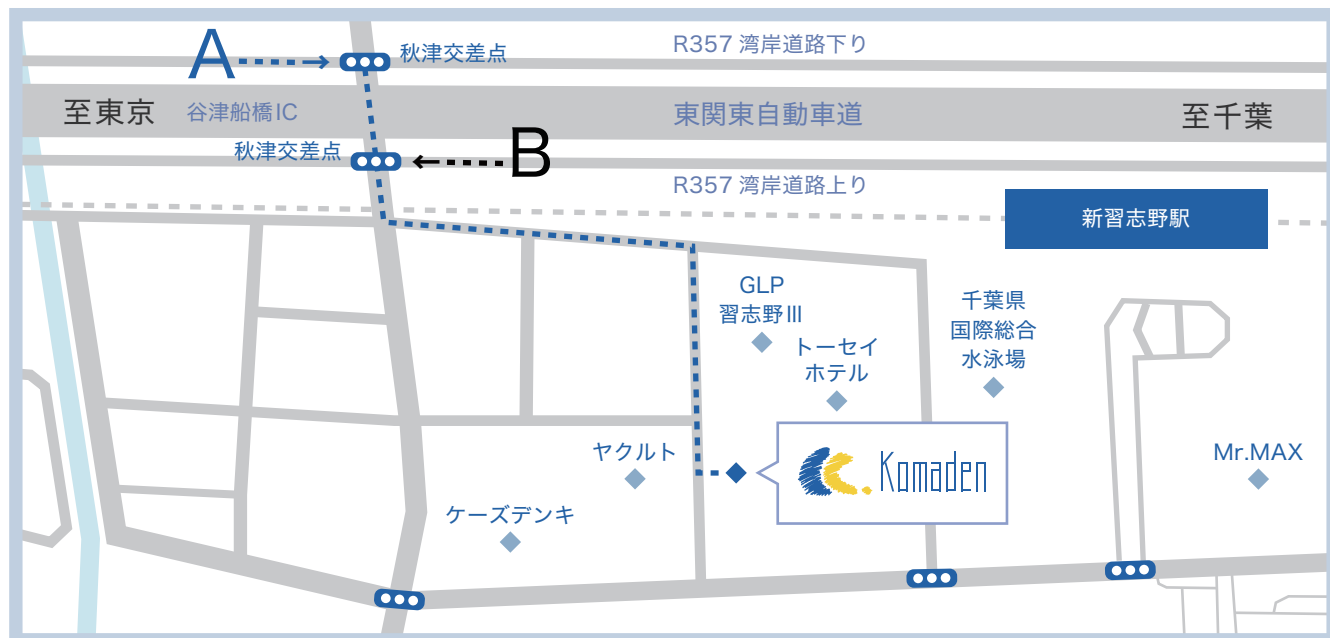 A
秋津交差点
R357 湾岸道路下り
至東京
谷津船橋IC
東関東自動車道
至千葉
秋津交差点
B
R357 湾岸道路上り
新習志野駅
GLP
習志野Ⅲ
千葉県
国際総合
水泳場
トーセイ
ホテル
ヤクルト
Komaden
Mr.MAX
ケーズデンキ